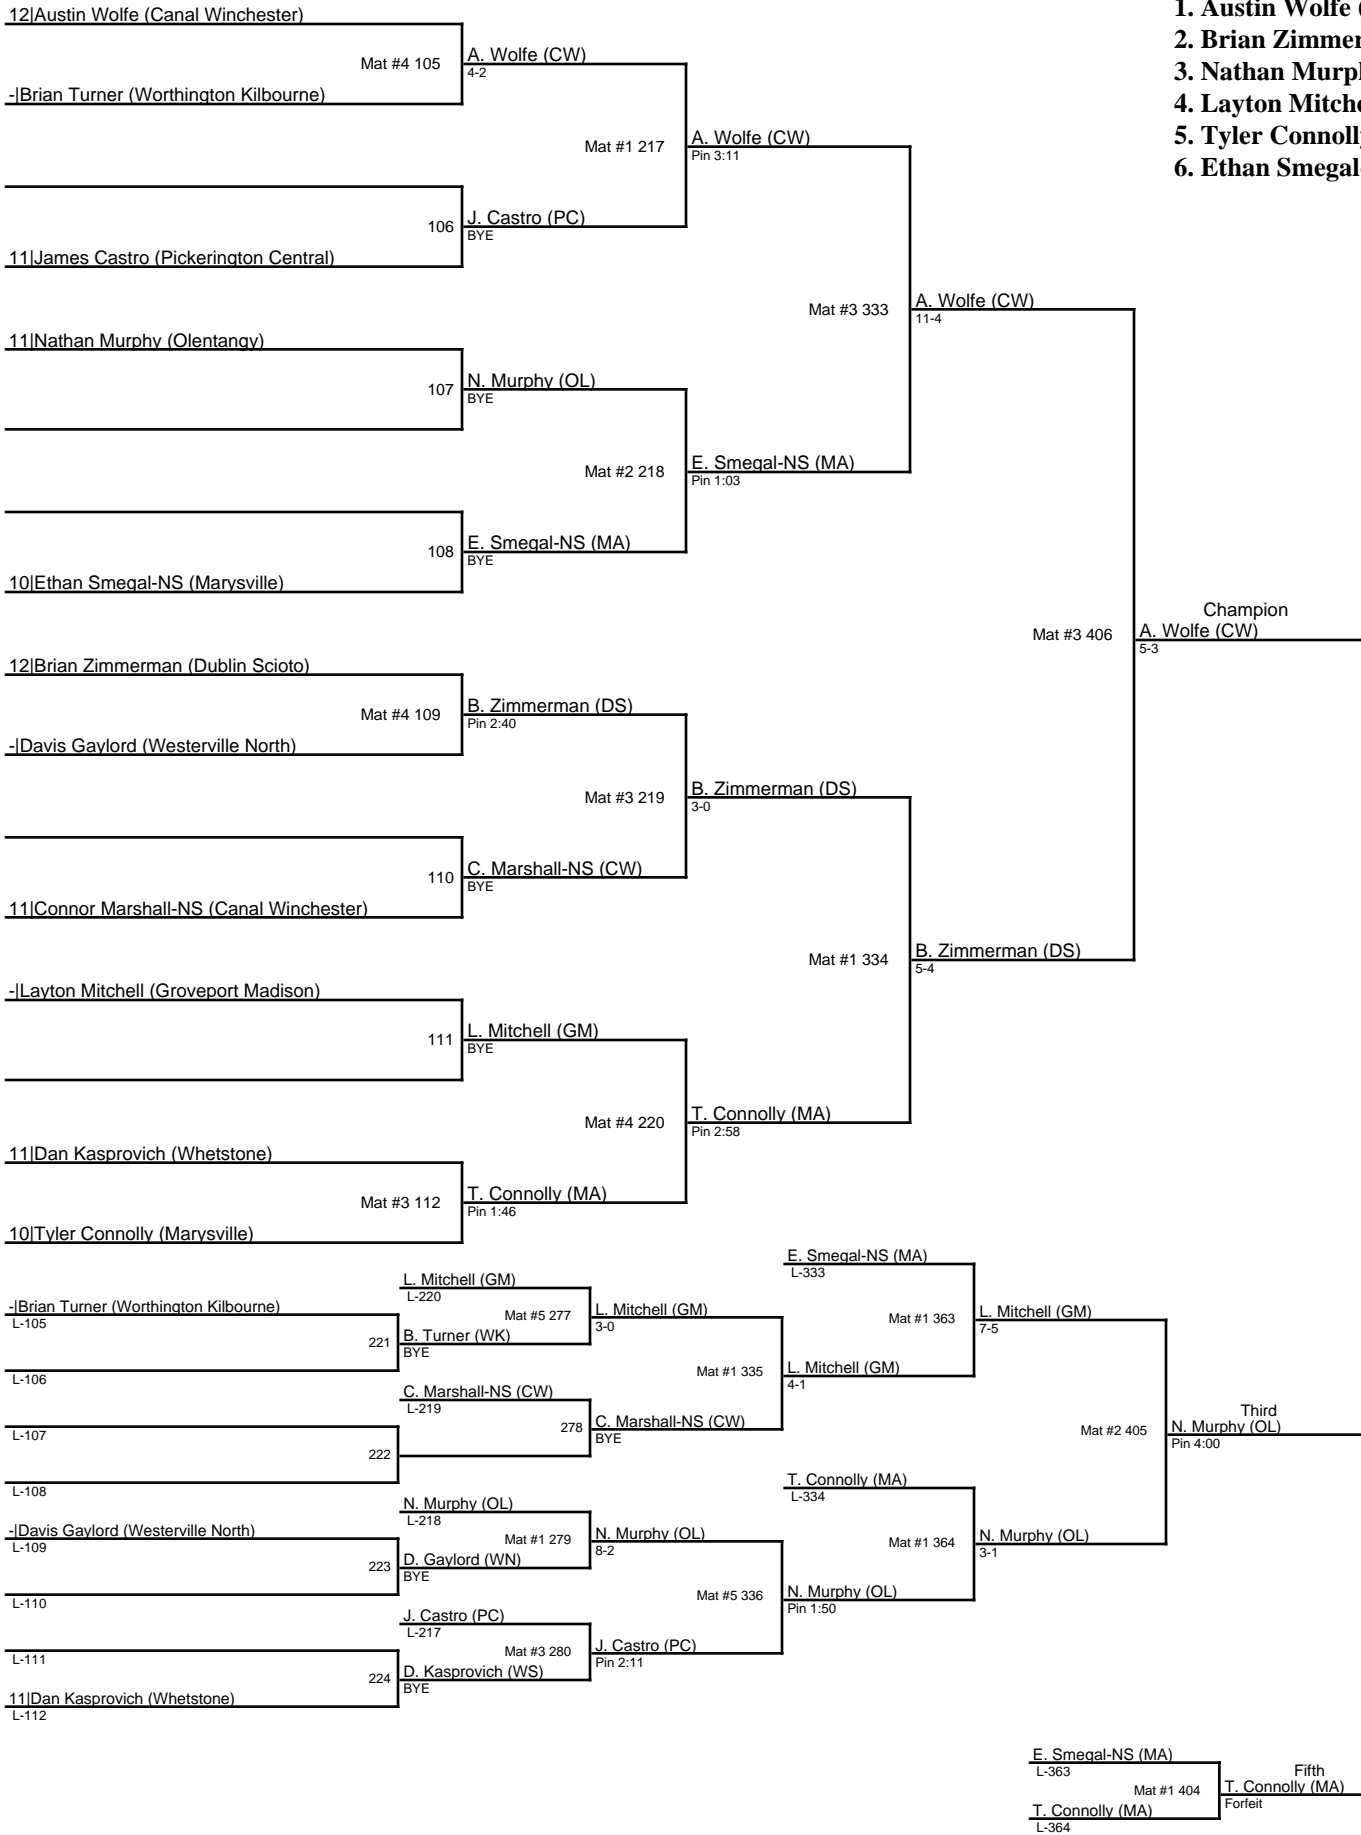 12|Austin Wolfe (Canal Winchester)
Mat #4 105
A. Wolfe (CW)
4-2
-|Brian Turner (Worthington Kilbourne)
Mat #1 217
A. Wolfe (CW)
Pin 3:11
106
J. Castro (PC)
BYE
11|James Castro (Pickerington Central)
Mat #3 333
A. Wolfe (CW)
11-4
11|Nathan Murphy (Olentangy)
107
N. Murphy (OL)
BYE
Mat #2 218
E. Smegal-NS (MA)
Pin 1:03
108
E. Smegal-NS (MA)
BYE
10|Ethan Smegal-NS (Marysville)
Champion
Mat #3 406
A. Wolfe (CW)
5-3
12|Brian Zimmerman (Dublin Scioto)
Mat #4 109
B. Zimmerman (DS)
Pin 2:40
-|Davis Gaylord (Westerville North)
Mat #3 219
B. Zimmerman (DS)
3-0
110
C. Marshall-NS (CW)
BYE
11|Connor Marshall-NS (Canal Winchester)
Mat #1 334
B. Zimmerman (DS)
5-4
-|Layton Mitchell (Groveport Madison)
111
L. Mitchell (GM)
BYE
Mat #4 220
T. Connolly (MA)
Pin 2:58
11|Dan Kasprovich (Whetstone)
Mat #3 112
T. Connolly (MA)
Pin 1:46
10|Tyler Connolly (Marysville)
1. Austin Wolfe (
2. Brian Zimmer
3. Nathan Murp
4. Layton Mitch
5. Tyler Connoll
6. Ethan Smegal
-|Brian Turner (Worthington Kilbourne)
L-105
L-106
221
L. Mitchell (GM)
L-220
B. Turner (WK)
BYE
Mat #5 277
L. Mitchell (GM)
3-0
L-107
L-108
222
C. Marshall-NS (CW)
L-219
278
C. Marshall-NS (CW)
BYE
Mat #1 335
L. Mitchell (GM)
4-1
E. Smegal-NS (MA)
L-333
Mat #1 363
L. Mitchell (GM)
7-5
-|Davis Gaylord (Westerville North)
L-109
L-110
223
N. Murphy (OL)
L-218
D. Gaylord (WN)
BYE
Mat #1 279
N. Murphy (OL)
8-2
L-111
11|Dan Kasprovich (Whetstone)
L-112
224
J. Castro (PC)
L-217
D. Kasprovich (WS)
BYE
Mat #3 280
J. Castro (PC)
Pin 2:11
Mat #5 336
N. Murphy (OL)
Pin 1:50
T. Connolly (MA)
L-334
Mat #1 364
N. Murphy (OL)
3-1
Mat #2 405
Third
N. Murphy (OL)
Pin 4:00
E. Smegal-NS (MA)
L-363
T. Connolly (MA)
L-364
Mat #1 404
Fifth
T. Connolly (MA)
Forfeit